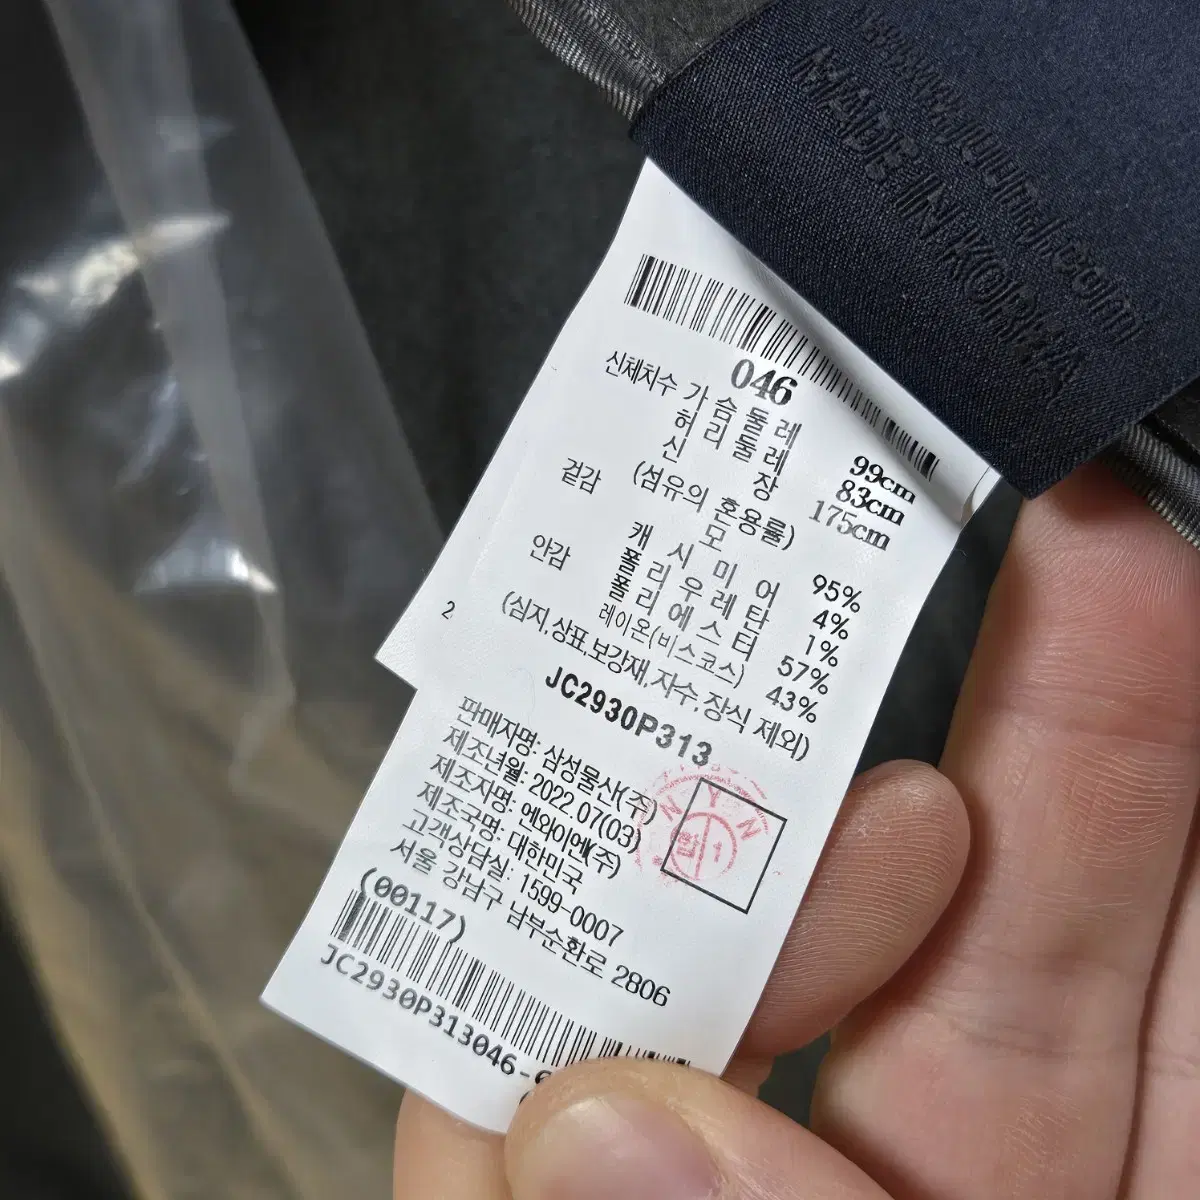 MADE IN KOREA
046
신체치수 가슴둘레 99cm
허리둘레 83cm
신장 175cm
(섬유의 혼용률)
겉감 모 95%
캐시미어 4%
폴리우레탄 1%
안감 폴리에스터 57%
레이온(비스코스) 43%
2 (심지,상표,보강재,자수,장식 제외)
JC2930P313
판매자명: 삼성물산(주)
제조년월: 2022.07(03)
제조자명: 에와이엔(주)
제조국명: 대한민국
고객상담실: 1599-0007
서울 강남구 남부순환로 2806
(00117)
JC2930P313046-
NYN
합 1